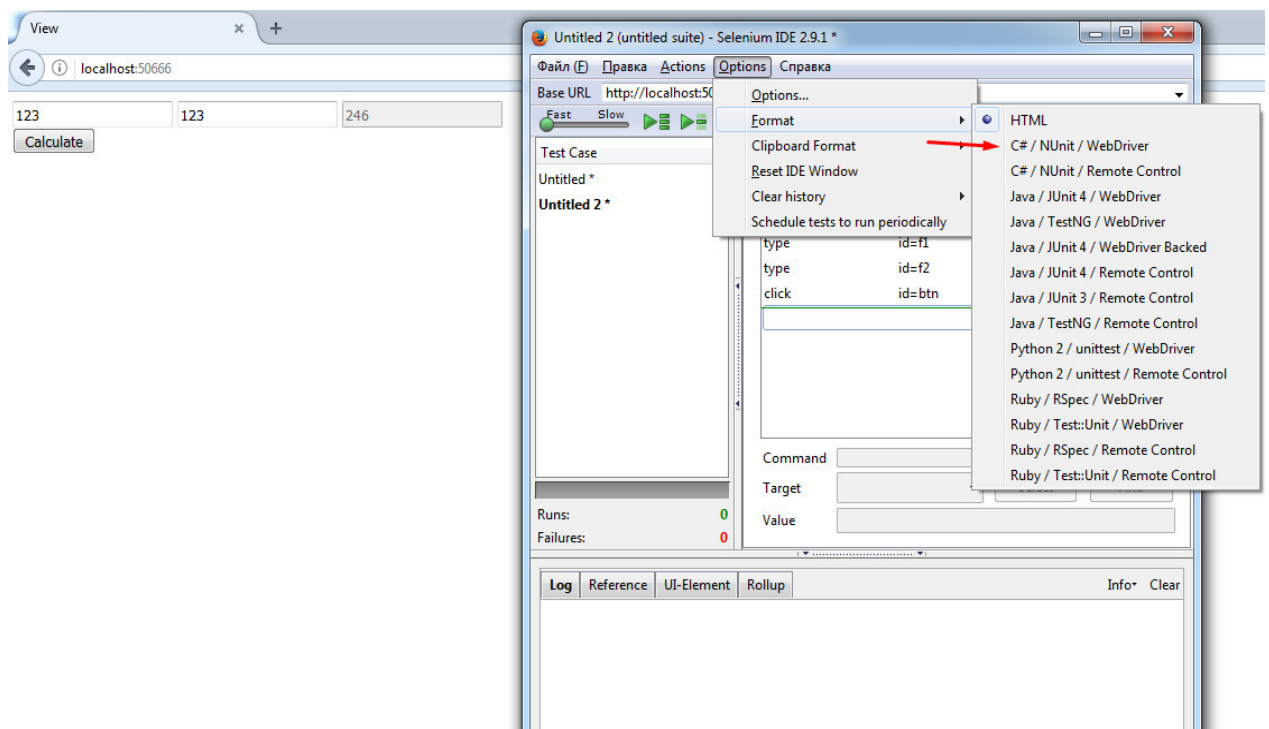 View
localhost:50666
123 123 246
Calculate
Untitled 2 (untitled suite) - Selenium IDE 2.9.1 *
Файл (F) Правка Actions Options Справка
Base URL http://localhost:50
Fast Slow
Test Case
Untitled *
Untitled 2 *
Options...
Format
Clipboard Format
Reset IDE Window
Clear history
Schedule tests to run periodically
HTML
C# / NUnit / WebDriver
C# / NUnit / Remote Control
Java / JUnit 4 / WebDriver
Java / TestNG / WebDriver
Java / JUnit 4 / WebDriver Backed
Java / JUnit 4 / Remote Control
Java / JUnit 3 / Remote Control
Java / TestNG / Remote Control
Python 2 / unittest / WebDriver
Python 2 / unittest / Remote Control
Ruby / RSpec / WebDriver
Ruby / Test::Unit / WebDriver
Ruby / RSpec / Remote Control
Ruby / Test::Unit / Remote Control
type id=f1
type id=f2
click id=btn
Command
Target
Value
Runs: 0
Failures: 0
Log Reference UI-Element Rollup Info Clear